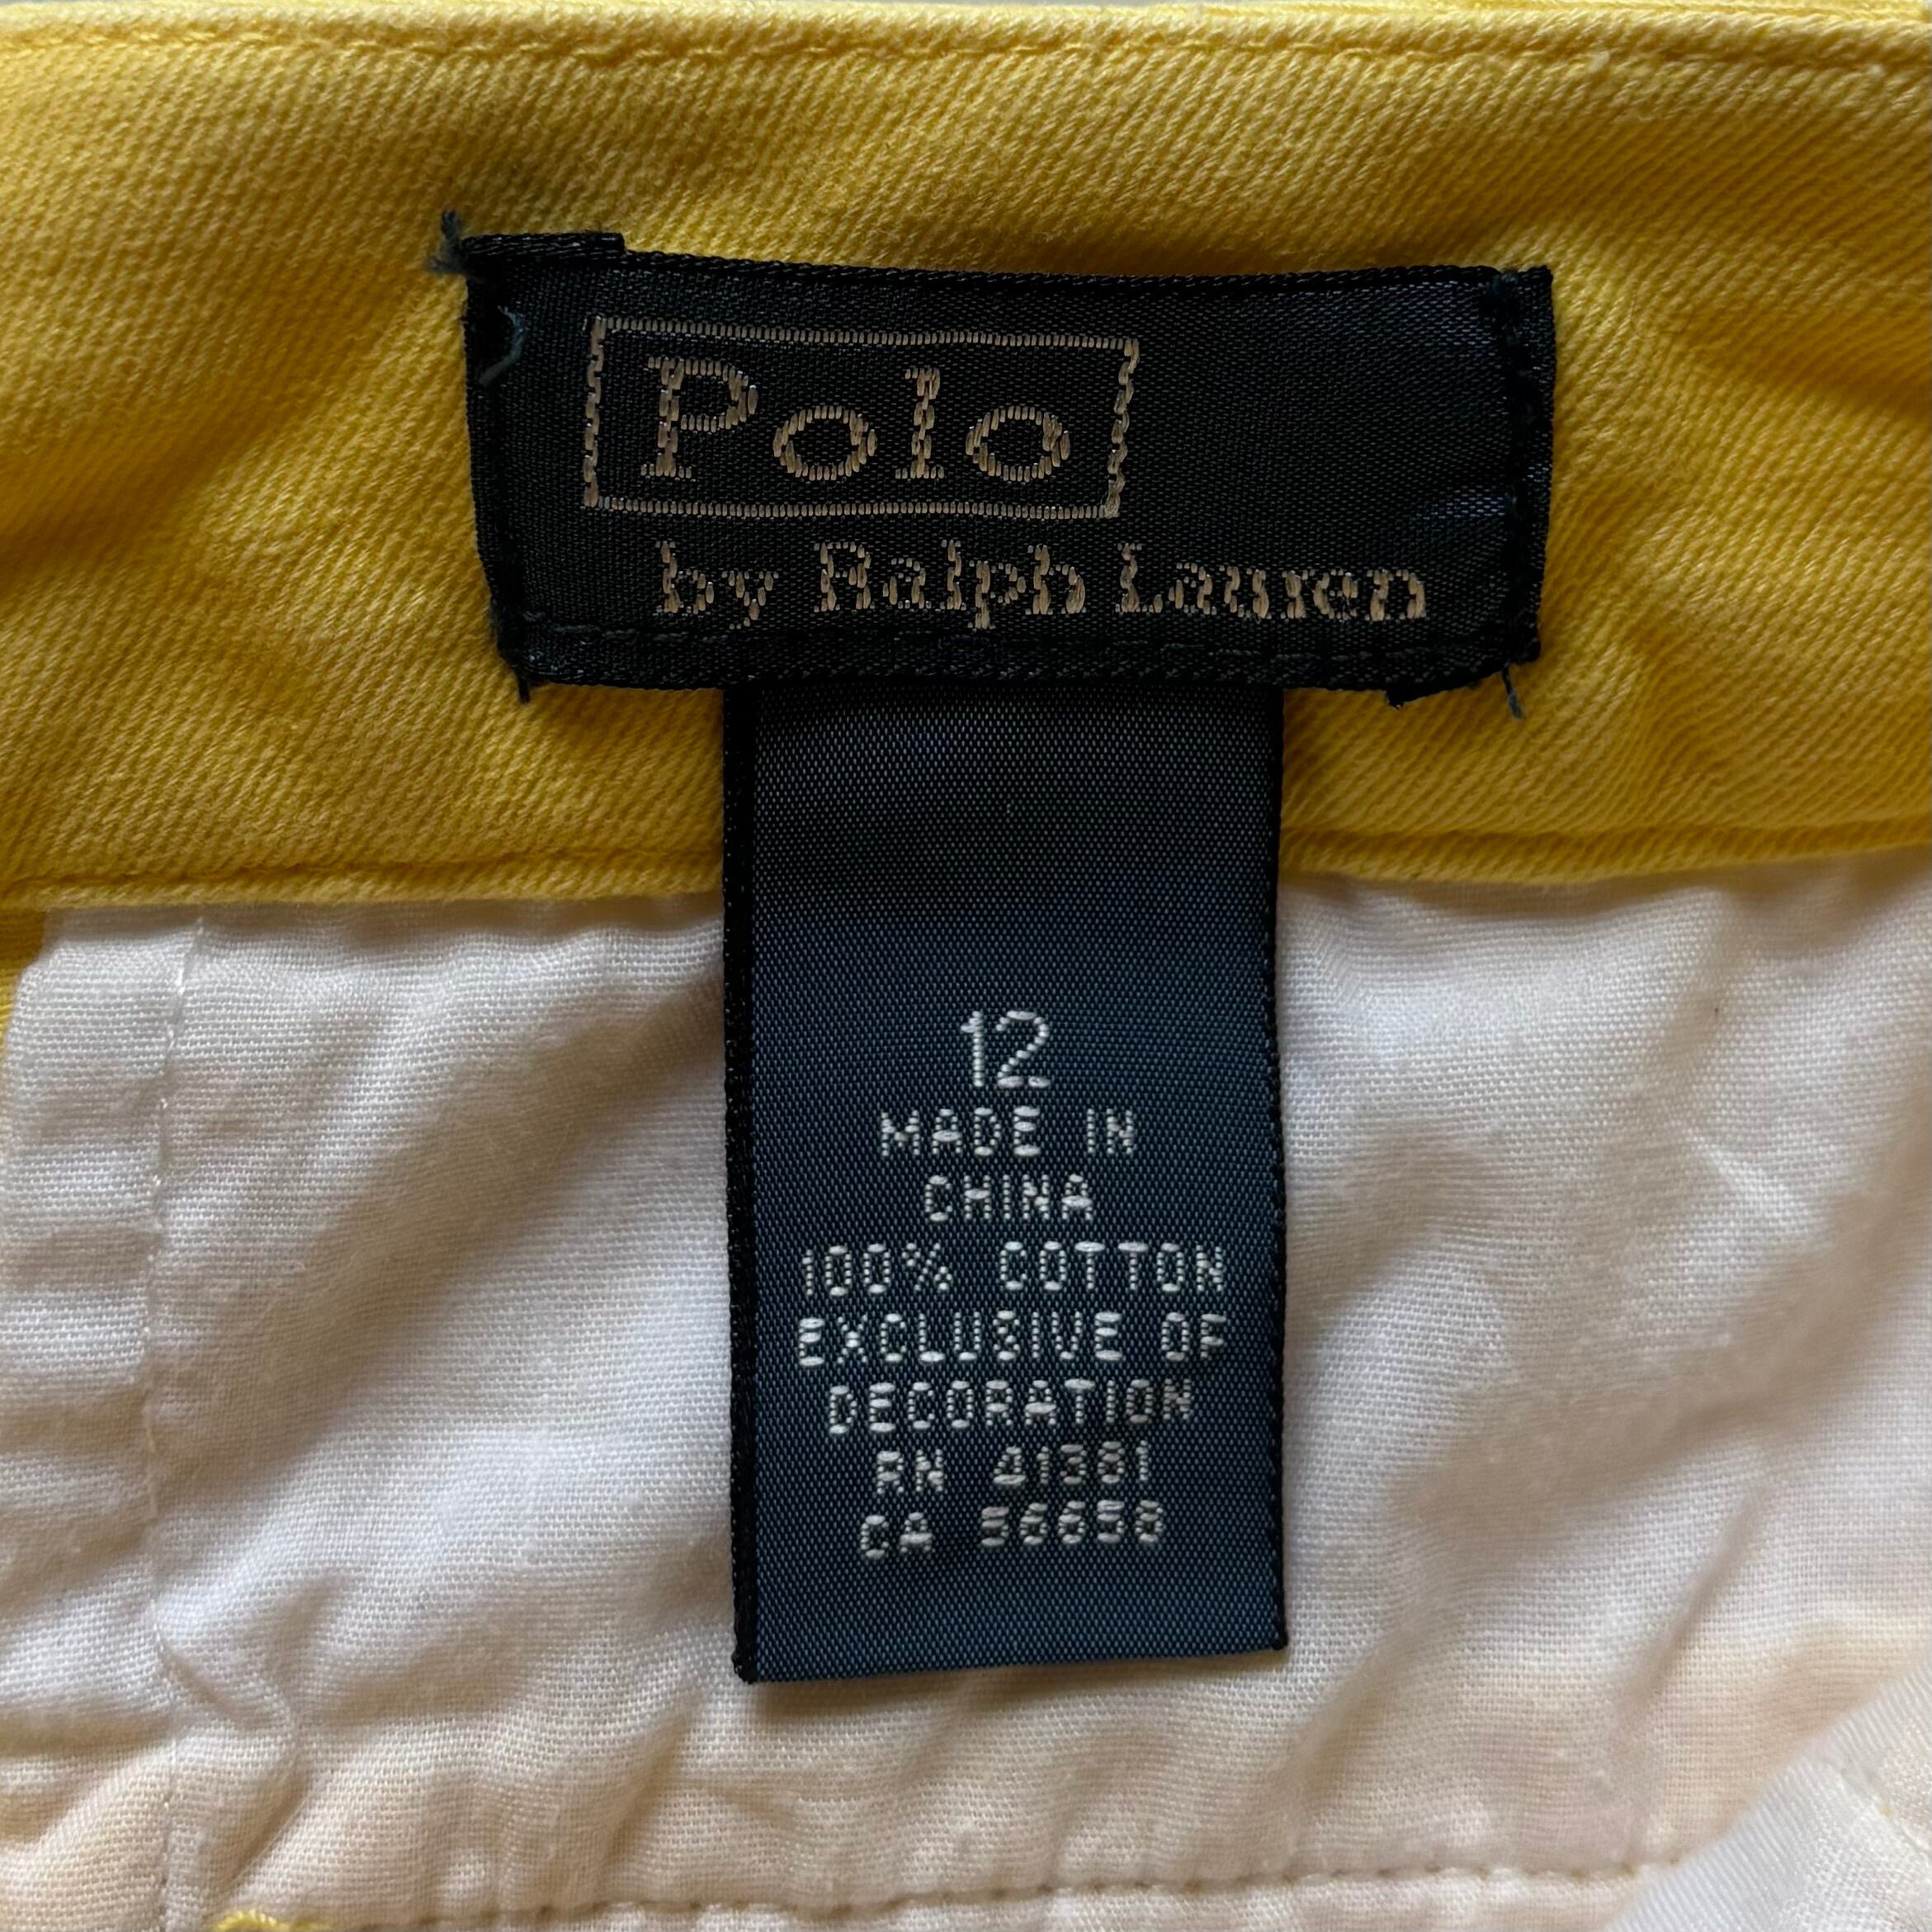 Polo
by Ralph Lauren
12
MADE IN
CHINA
100% COTTON
EXCLUSIVE OF
DECORATION
RN 41381
CA 56658